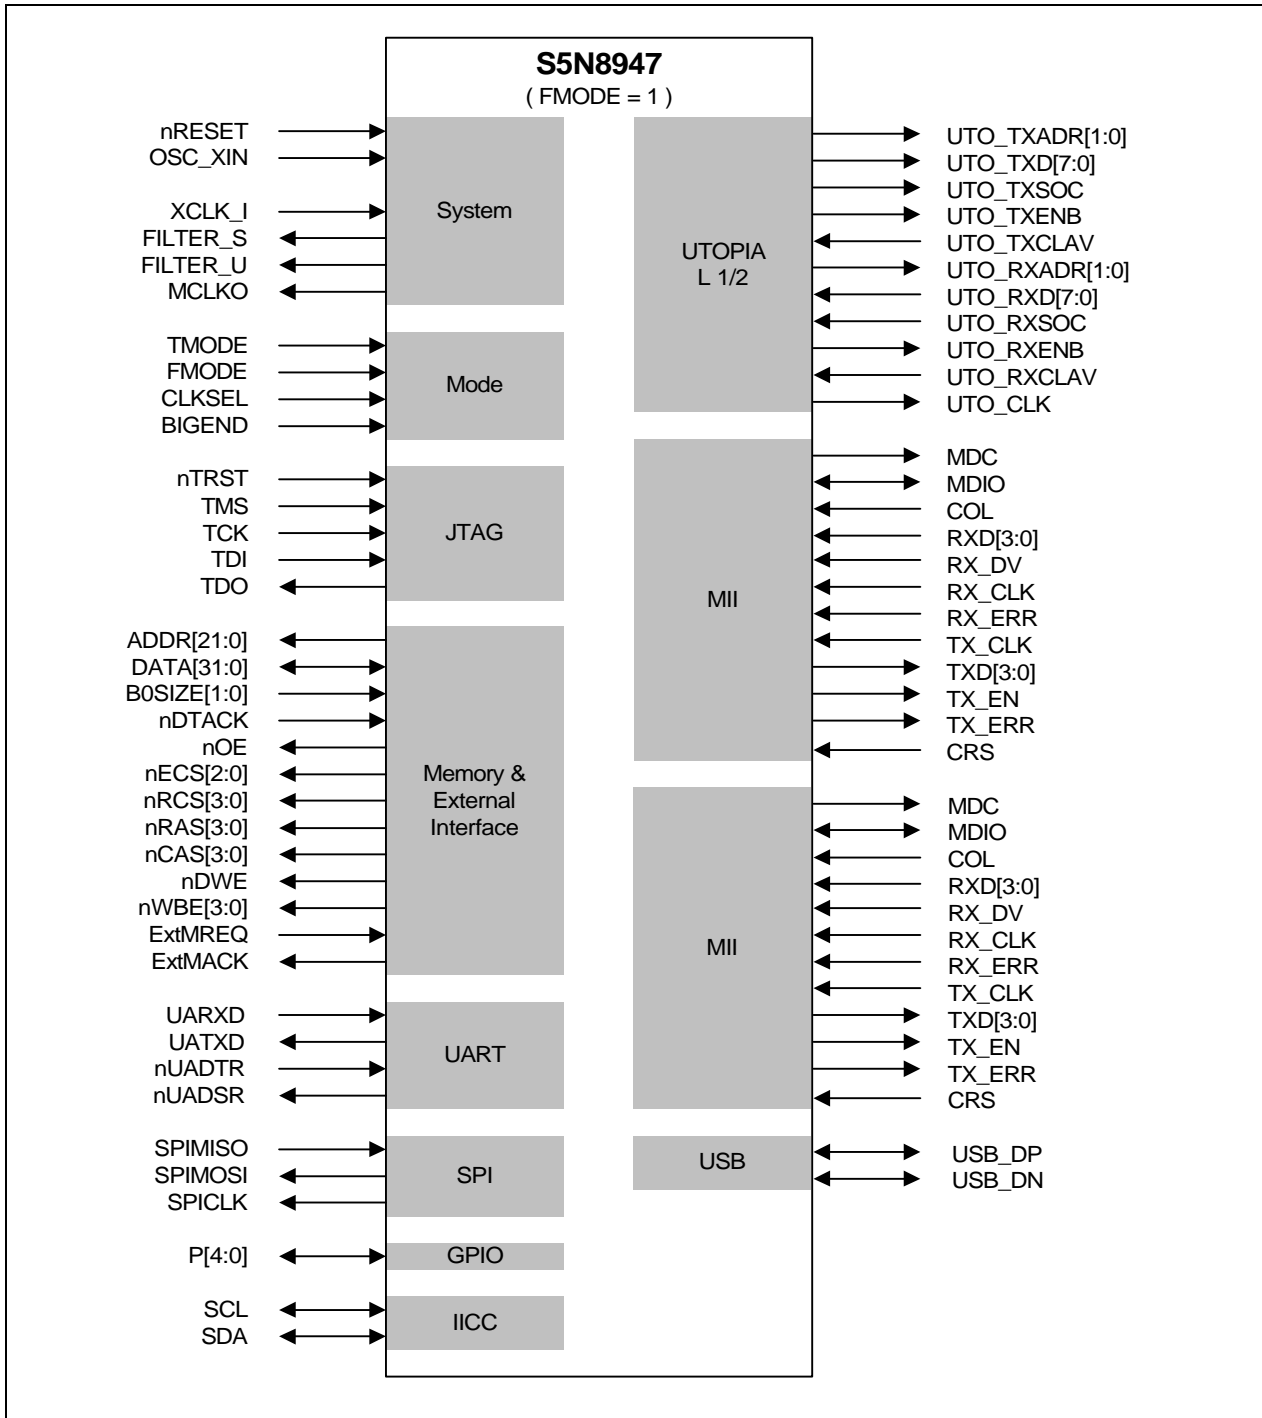 S5N8947
( FMODE = 1 )
nRESET
OSC_XIN
XCLK_I
FILTER_S
FILTER_U
MCLKO
System
TMODE
FMODE
CLKSEL
BIGEND
Mode
nTRST
TMS
TCK
TDI
TDO
JTAG
ADDR[21:0]
DATA[31:0]
B0SIZE[1:0]
nDTACK
nOE
nECS[2:0]
nRCS[3:0]
nRAS[3:0]
nCAS[3:0]
nDWE
nWBE[3:0]
ExtMREQ
ExtMACK
Memory &
External
Interface
UARXD
UATXD
nUADTR
nUADSR
UART
SPIMISO
SPIMOSI
SPICLK
SPI
P[4:0]
GPIO
SCL
SDA
IICC
UTOPIA
L 1/2
UTO_TXADR[1:0]
UTO_TXD[7:0]
UTO_TXSOC
UTO_TXENB
UTO_TXCLAV
UTO_RXADR[1:0]
UTO_RXD[7:0]
UTO_RXSOC
UTO_RXENB
UTO_RXCLAV
UTO_CLK
MII
MDC
MDIO
COL
RXD[3:0]
RX_DV
RX_CLK
RX_ERR
TX_CLK
TXD[3:0]
TX_EN
TX_ERR
CRS
MII
MDC
MDIO
COL
RXD[3:0]
RX_DV
RX_CLK
RX_ERR
TX_CLK
TXD[3:0]
TX_EN
TX_ERR
CRS
USB
USB_DP
USB_DN